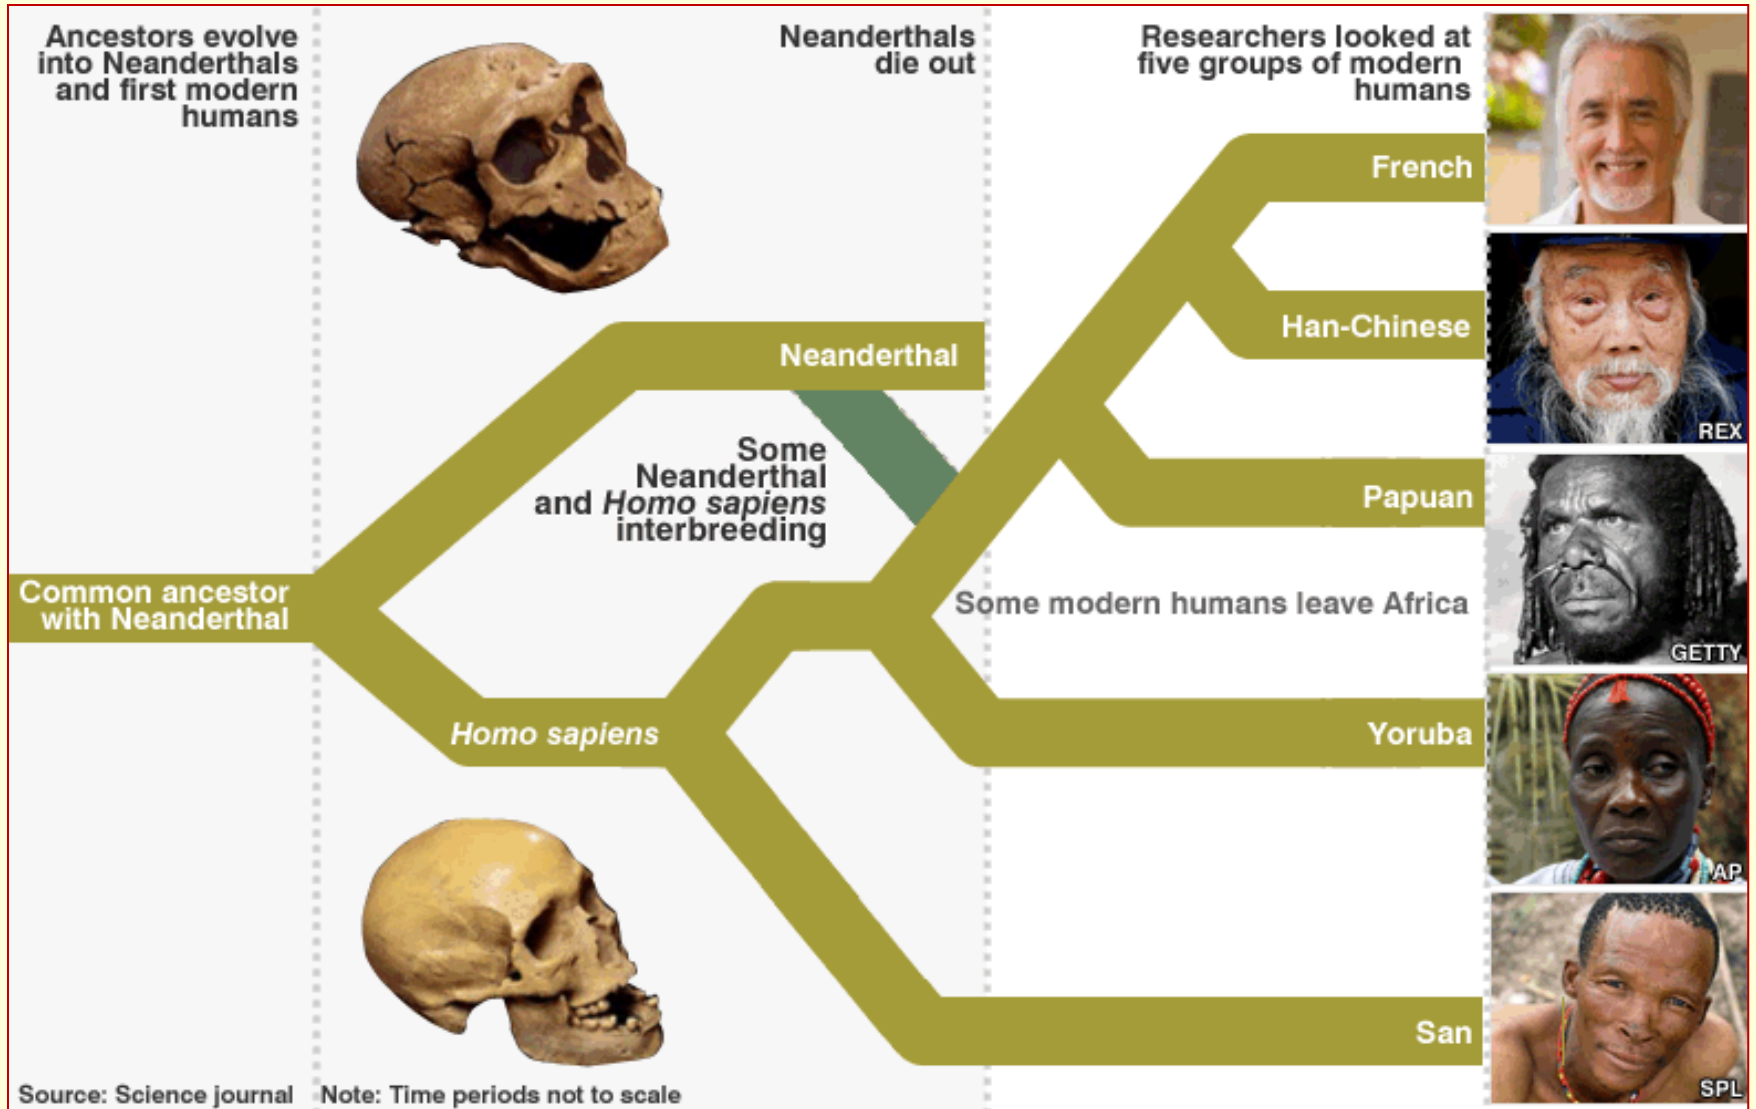 Ancestors evolve
into Neanderthals
and first modern
humans
Neanderthals
die out
Researchers looked at
five groups of modern
humans
French
Han-Chinese
REX
Neanderthal
Some
Neanderthal
and Homo sapiens
interbreeding
Papuan
GETTY
Common ancestor
with Neanderthal
Some modern humans leave Africa
Homo sapiens
Yoruba
AP
San
SPL
Source: Science journal
Note: Time periods not to scale